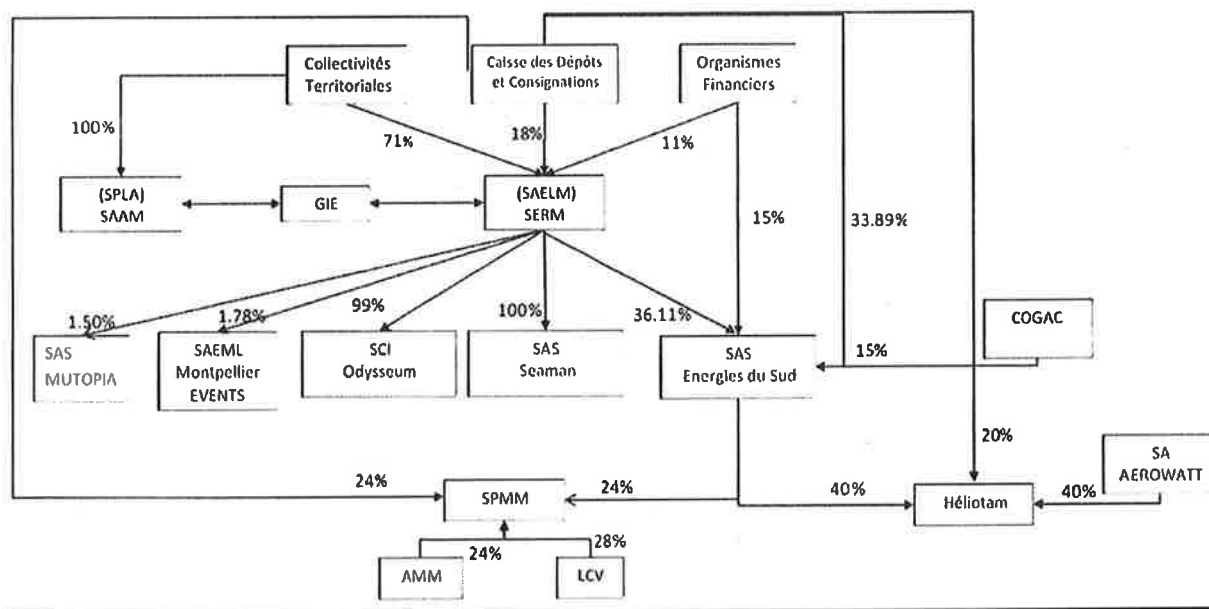 Collectivités
Territoriales
Caisse des Dépôts
et Consignations
Organismes
Financiers
100%
71%
18%
11%
(SPLA)
SAAM
GIE
(SAELM)
SERM
15%
33.89%
1.50%
1.78%
99%
100%
36.11%
COGAC
SAS
MUTOPIA
SAEML
Montpellier
EVENTS
SCI
Odysseum
SAS
Seaman
SAS
Energies du Sud
15%
20%
SA
AEROWATT
24%
SPMM
24%
40%
Héliotam
40%
24%
28%
AMM
LCV